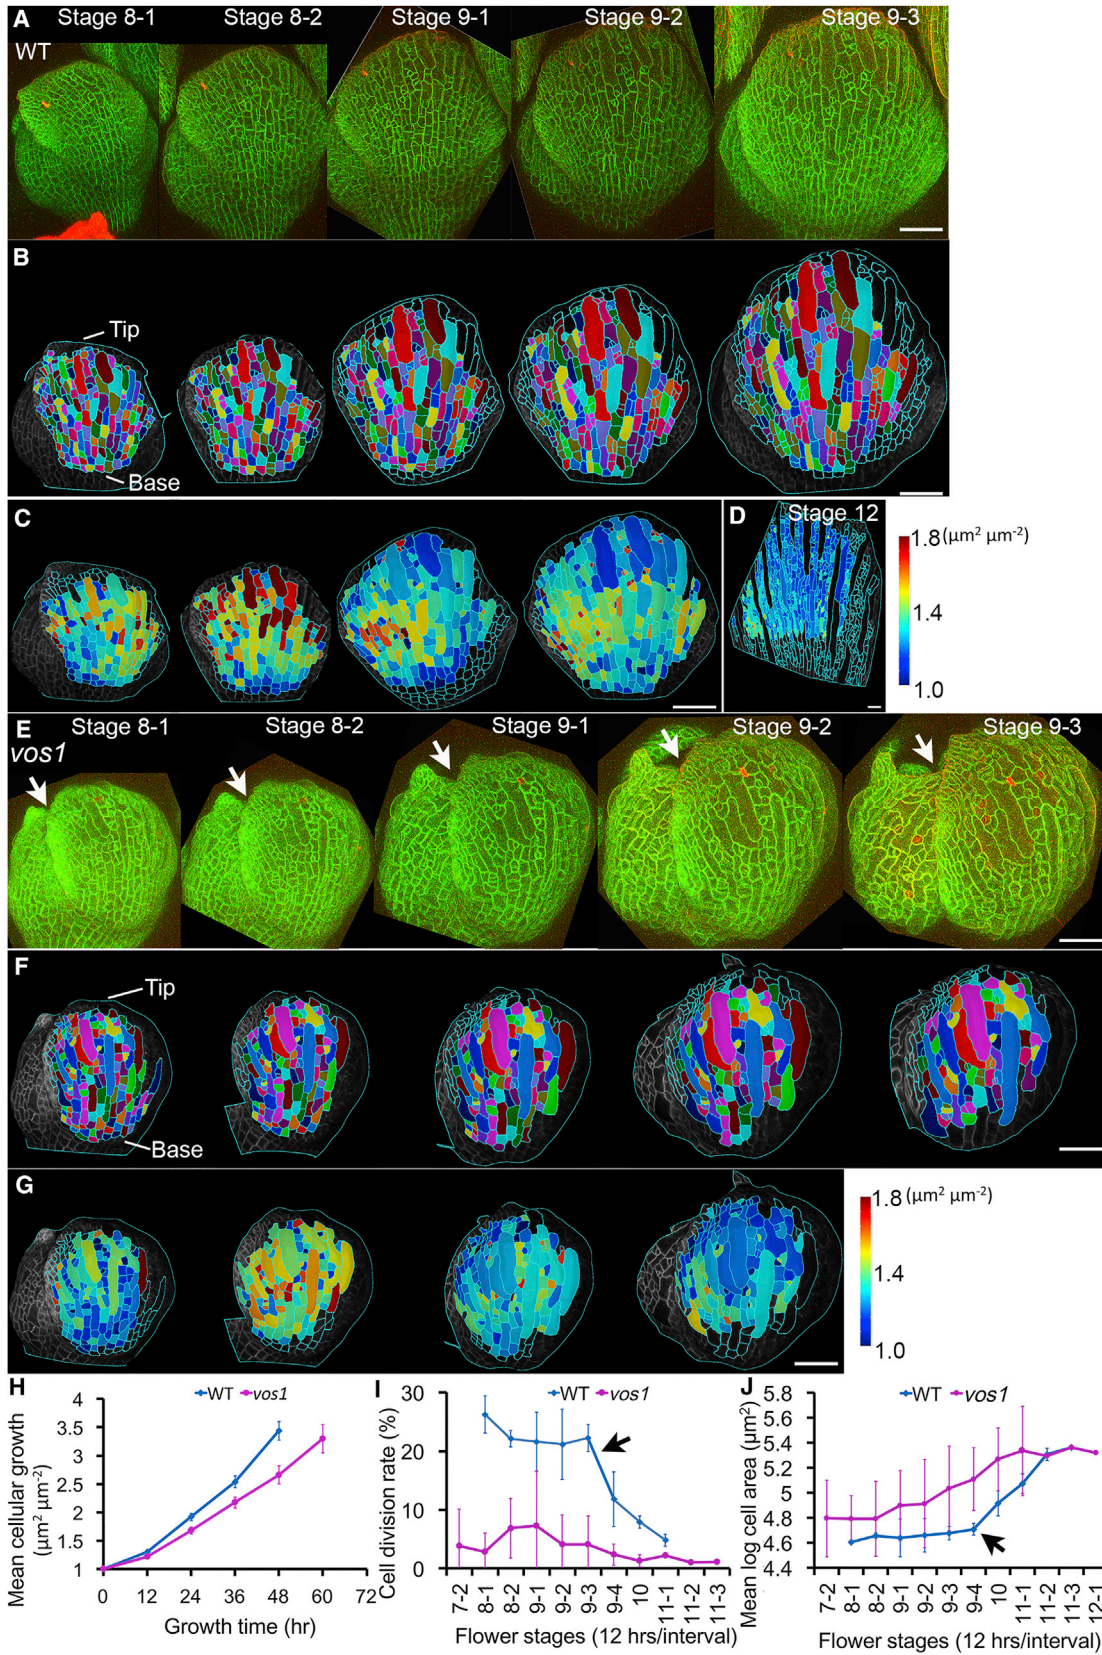 A Stage 8-1 Stage 8-2 Stage 9-1 Stage 9-2 Stage 9-3
WT
B
Tip
Base
C
D Stage 12
1.8 (μm² μm⁻²)
1.4
1.0
E Stage 8-1 Stage 8-2 Stage 9-1 Stage 9-2 Stage 9-3
vos1
F
Tip
Base
G
1.8 (μm² μm⁻²)
1.4
1.0
H
WT vos1
Mean cellular growth
(μm² μm⁻²)
4
3.5
3
2.5
2
1.5
1
0 12 24 36 48 60 72
Growth time (hr)
I
WT vos1
Cell division rate (%)
30
20
10
0
7-2 8-1 8-2 9-1 9-2 9-3 9-4 10 11-1 11-2 11-3
Flower stages (12 hrs/interval)
J
WT vos1
Mean log cell area (μm²)
5.8
5.6
5.4
5.2
5
4.8
4.6
4.4
7-2 8-1 8-2 9-1 9-2 9-3 9-4 10 11-1 11-2 11-3 12-1
Flower stages (12 hrs/interval)